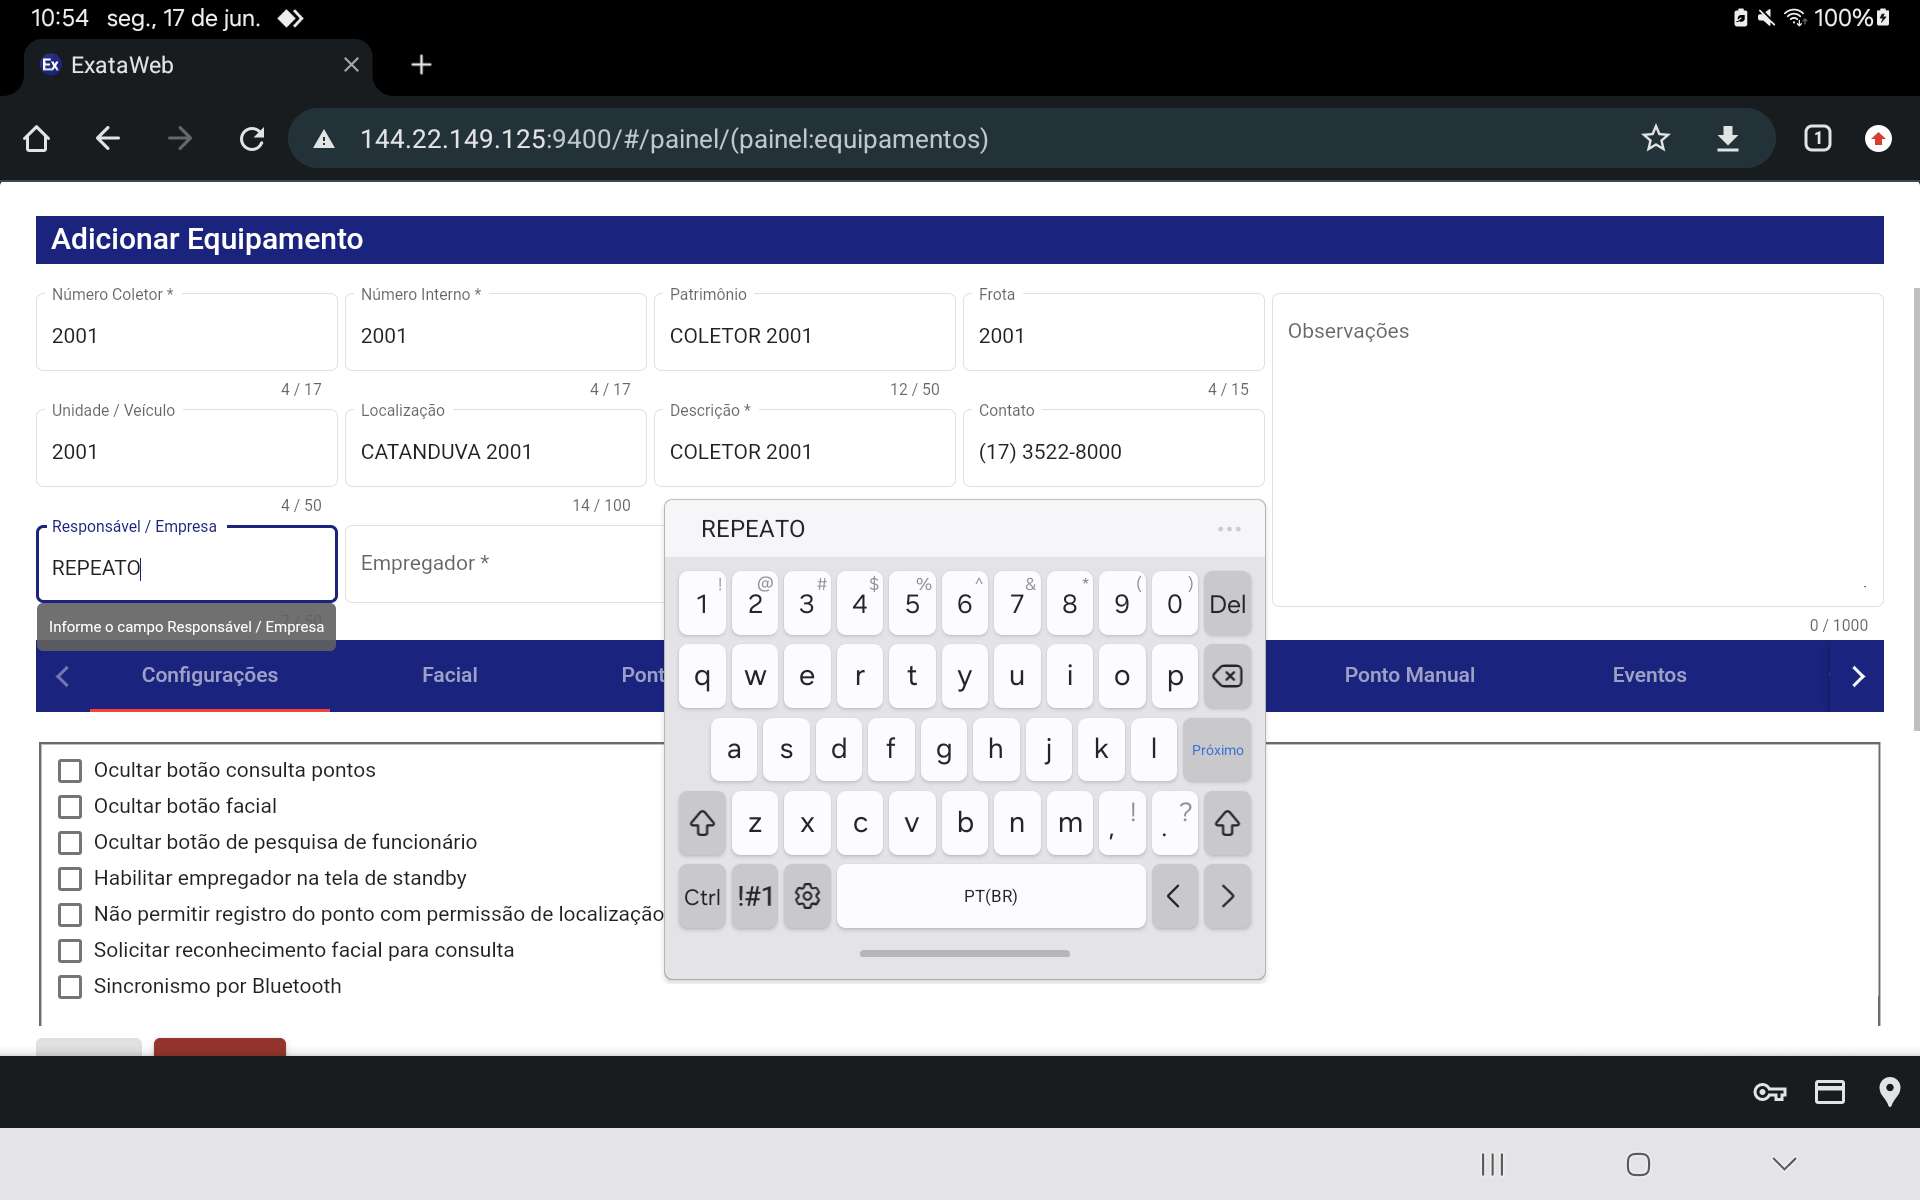 10:54 seg., 17 de jun. 100%
Ex ExataWeb
144.22.149.125:9400/#/painel/(painel:equipamentos) 1
Adicionar Equipamento
Número Coletor * Número Interno * Patrimônio Frota
2001 2001 COLETOR 2001 2001 Observações
4 / 17 4 / 17 12 / 50 4 / 15
Unidade / Veículo Localização Descrição * Contato
2001 CATANDUVA 2001 COLETOR 2001 (17) 3522-8000
4 / 50 14 / 100
Responsável / Empresa
REPEATO Empregador *
Informe o campo Responsável / Empresa 0 / 1000
Configurações Facial Pont Ponto Manual Eventos
Ocultar botão consulta pontos
Ocultar botão facial
Ocultar botão de pesquisa de funcionário
Habilitar empregador na tela de standby
Não permitir registro do ponto com permissão de localização
Solicitar reconhecimento facial para consulta
Sincronismo por Bluetooth
REPEATO
! @ # $ % ^ & * ( )
1 2 3 4 5 6 7 8 9 0 Del
q w e r t y u i o p
a s d f g h j k l Próximo
z x c v b n m , ! . ?
Ctrl !#1 PT(BR) < >